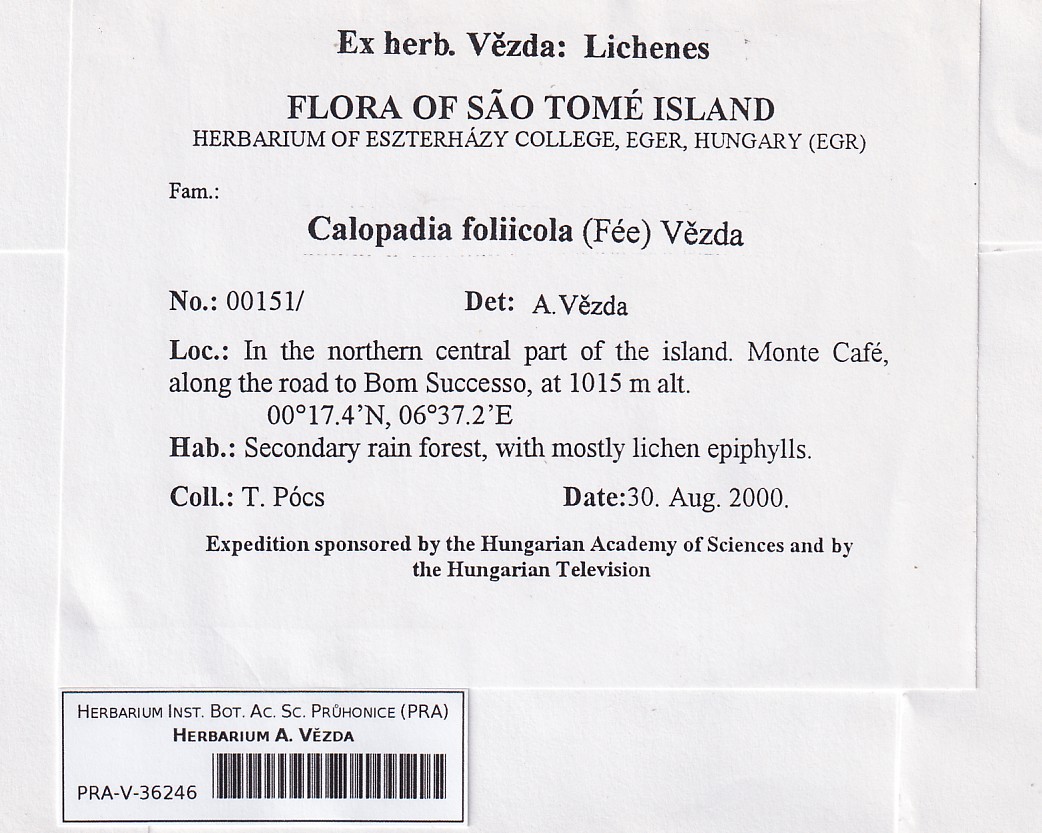 Ex herb. Vězda: Lichenes
FLORA OF SÃO TOMÉ ISLAND
HERBARIUM OF ESZTERHÁZY COLLEGE, EGER, HUNGARY (EGR)
Fam.:
Calopadia foliicola (Fée) Vězda
No.: 00151/ Det: A.Vězda
Loc.: In the northern central part of the island. Monte Café,
along the road to Bom Successo, at 1015 m alt.
00°17.4’N, 06°37.2’E
Hab.: Secondary rain forest, with mostly lichen epiphylls.
Coll.: T. Pócs Date:30. Aug. 2000.
Expedition sponsored by the Hungarian Academy of Sciences and by
the Hungarian Television
HERBARIUM INST. BOT. AC. SC. PRŮHONICE (PRA)
HERBARIUM A. VĚZDA
PRA-V-36246